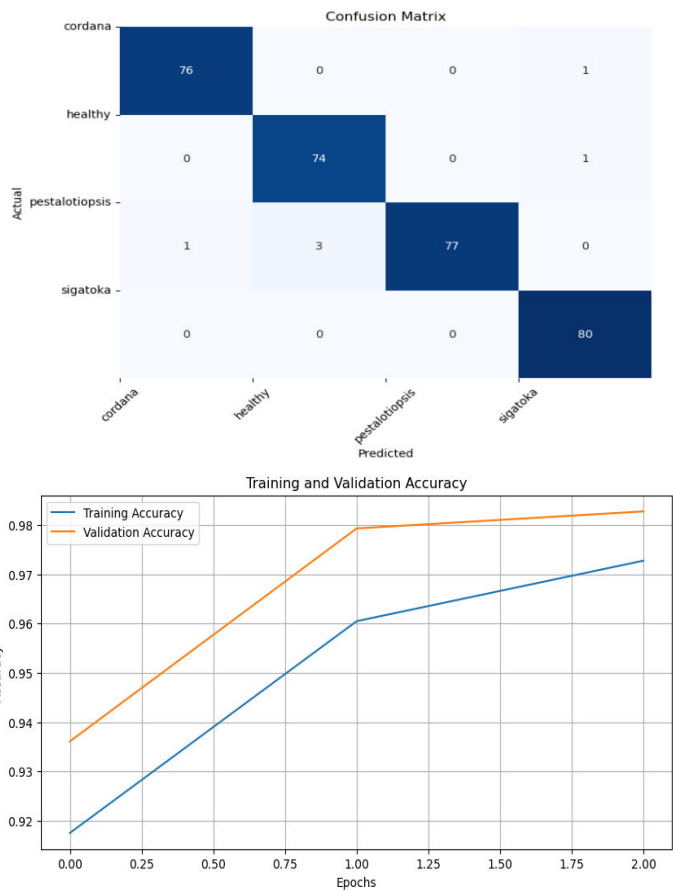 Confusion Matrix
cordana
76 0 0 1
healthy
0 74 0 1
Actual
pestalotiopsis
1 3 77 0
sigatoka
0 0 0 80
cordana healthy pestalotiopsis sigatoka
Predicted
Training and Validation Accuracy
Training Accuracy
Validation Accuracy
0.98
0.97
0.96
0.95
0.94
0.93
0.92
0.00 0.25 0.50 0.75 1.00 1.25 1.50 1.75 2.00
Epochs